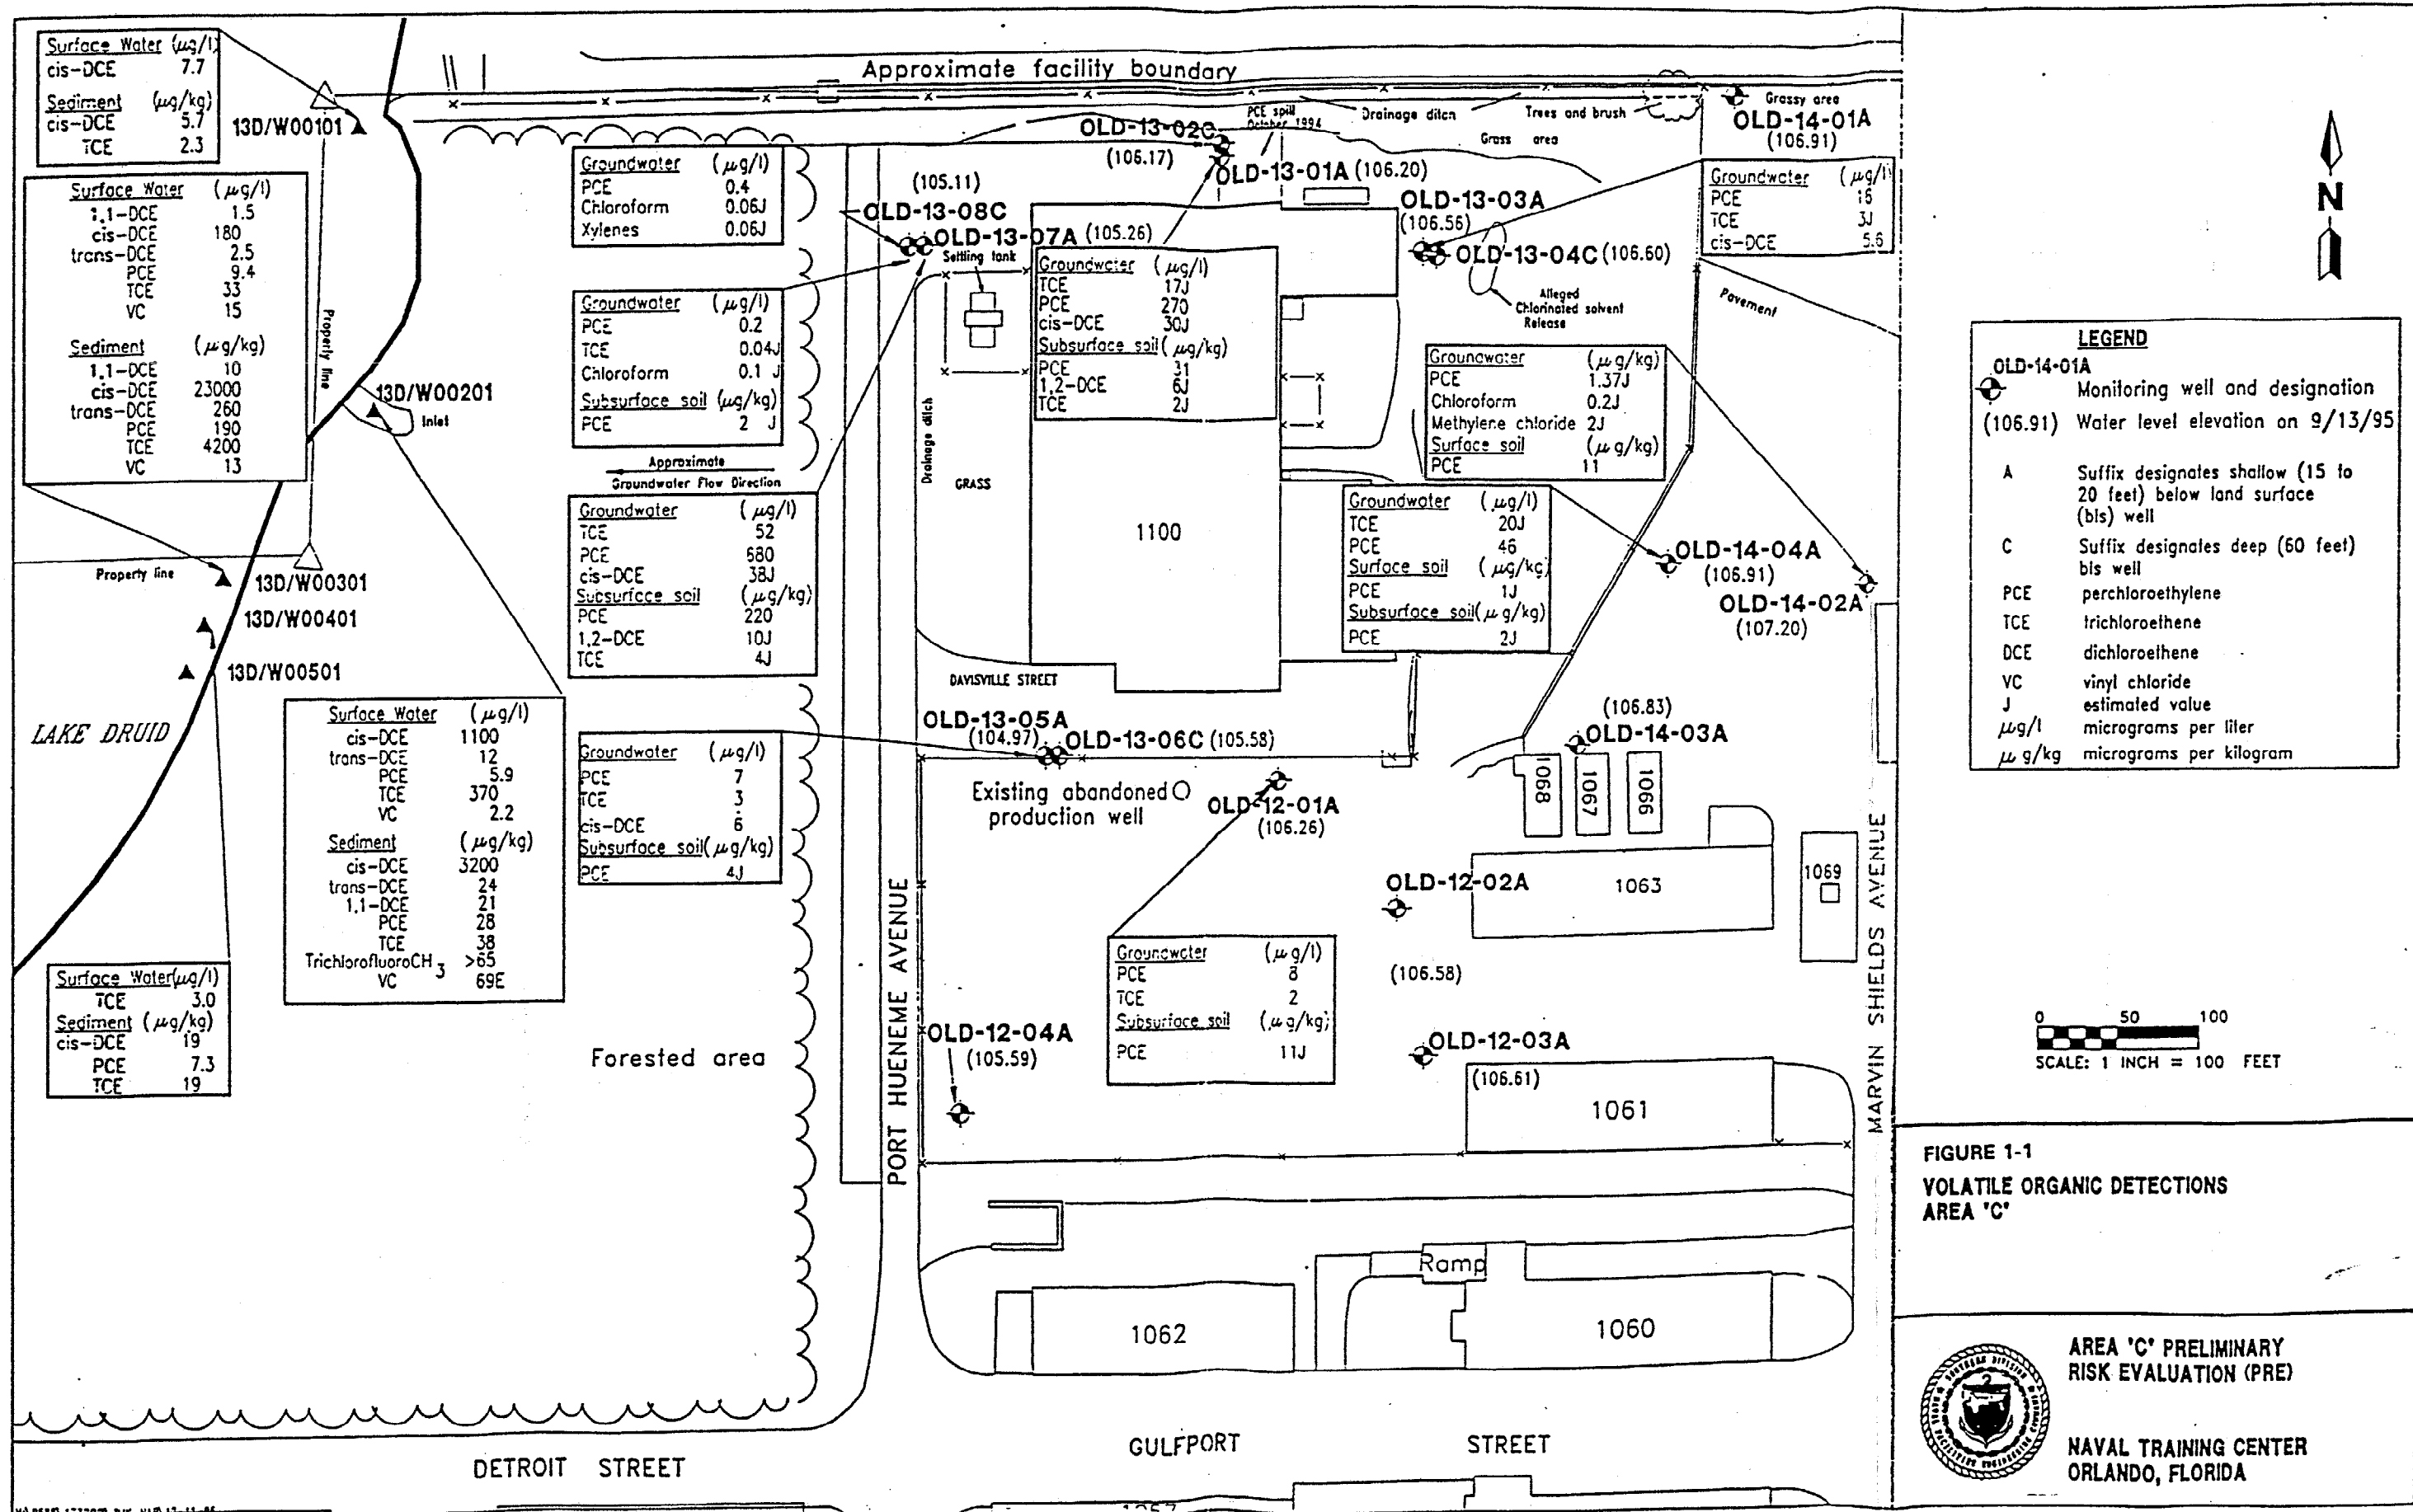 Surface Water (µg/l)
cis-DCE 7.7
Sediment (µg/kg)
cis-DCE 5.7
TCE 2.3
13D/W00101
Approximate facility boundary
PCE spill
October 1994
Drainage ditch
Trees and brush
Grassy area
OLD-14-01A
(106.91)
Grass area
OLD-13-02C
(106.17)
OLD-13-01A (106.20)
Surface Water (µg/l)
1,1-DCE 1.5
cis-DCE 180
trans-DCE 2.5
PCE 9.4
TCE 33
VC 15
Sediment (µg/kg)
1,1-DCE 10
cis-DCE 23000
trans-DCE 260
PCE 190
TCE 4200
VC 13
Property line
13D/W00201
Inlet
Groundwater (µg/l)
PCE 0.4
Chloroform 0.06J
Xylenes 0.06J
(105.11)
OLD-13-08C
OLD-13-07A (105.26)
Settling tank
OLD-13-03A
(106.56)
OLD-13-04C (106.60)
Alleged
Chlorinated solvent
Release
Groundwater (µg/l)
PCE 16
TCE 3J
cis-DCE 5.6
Pavement
N
Groundwater (µg/l)
PCE 0.2
TCE 0.04J
Chloroform 0.1 J
Subsurface soil (µg/kg)
PCE 2 J
Groundwater (µg/l)
TCE 17J
PCE 270
cis-DCE 30J
Subsurface soil (µg/kg)
PCE 31
1,2-DCE 6J
TCE 2J
Groundwater (µg/kg)
PCE 1.37J
Chloroform 0.2J
Methylene chloride 2J
Surface soil (µg/kg)
PCE 11
Approximate
Groundwater Flow Direction
Drainage ditch
GRASS
1100
Groundwater (µg/l)
TCE 52
PCE 680
cis-DCE 38J
Subsurface soil (µg/kg)
PCE 220
1,2-DCE 10J
TCE 4J
Groundwater (µg/l)
TCE 20J
PCE 46
Surface soil (µg/kg)
PCE 1J
Subsurface soil (µg/kg)
PCE 2J
OLD-14-04A
(106.91)
OLD-14-02A
(107.20)
Property line
13D/W00301
13D/W00401
13D/W00501
LAKE DRUID
DAVISVILLE STREET
OLD-13-05A
(104.97)
OLD-13-06C (105.58)
(106.83)
OLD-14-03A
1068
1067
1066
Surface Water (µg/l)
cis-DCE 1100
trans-DCE 12
PCE 5.9
TCE 370
VC 2.2
Sediment (µg/kg)
cis-DCE 3200
trans-DCE 24
1,1-DCE 21
PCE 28
TCE 38
TrichlorofluoroCH3 >65
VC 69E
Groundwater (µg/l)
PCE 7
TCE 3
cis-DCE 6
Subsurface soil (µg/kg)
PCE 4J
Existing abandoned
production well
OLD-12-01A
(106.26)
OLD-12-02A
(106.58)
1063
1069
MARVIN SHIELDS AVENUE
PORT HUENEME AVENUE
Surface Water (µg/l)
TCE 3.0
Sediment (µg/kg)
cis-DCE 19
PCE 7.3
TCE 19
Forested area
OLD-12-04A
(105.59)
Groundwater (µg/l)
PCE 8
TCE 2
Subsurface soil (µg/kg)
PCE 11J
OLD-12-03A
(106.61)
1061
Ramp
1062
1060
GULFPORT STREET
DETROIT STREET
LEGEND
OLD-14-01A
Monitoring well and designation
(106.91) Water level elevation on 9/13/95
A Suffix designates shallow (15 to
20 feet) below land surface
(bls) well
C Suffix designates deep (60 feet)
bls well
PCE perchloroethylene
TCE trichloroethene
DCE dichloroethene
VC vinyl chloride
J estimated value
µg/l micrograms per liter
µg/kg micrograms per kilogram
0 50 100
SCALE: 1 INCH = 100 FEET
FIGURE 1-1
VOLATILE ORGANIC DETECTIONS
AREA "C"
AREA "C" PRELIMINARY
RISK EVALUATION (PRE)
NAVAL TRAINING CENTER
ORLANDO, FLORIDA